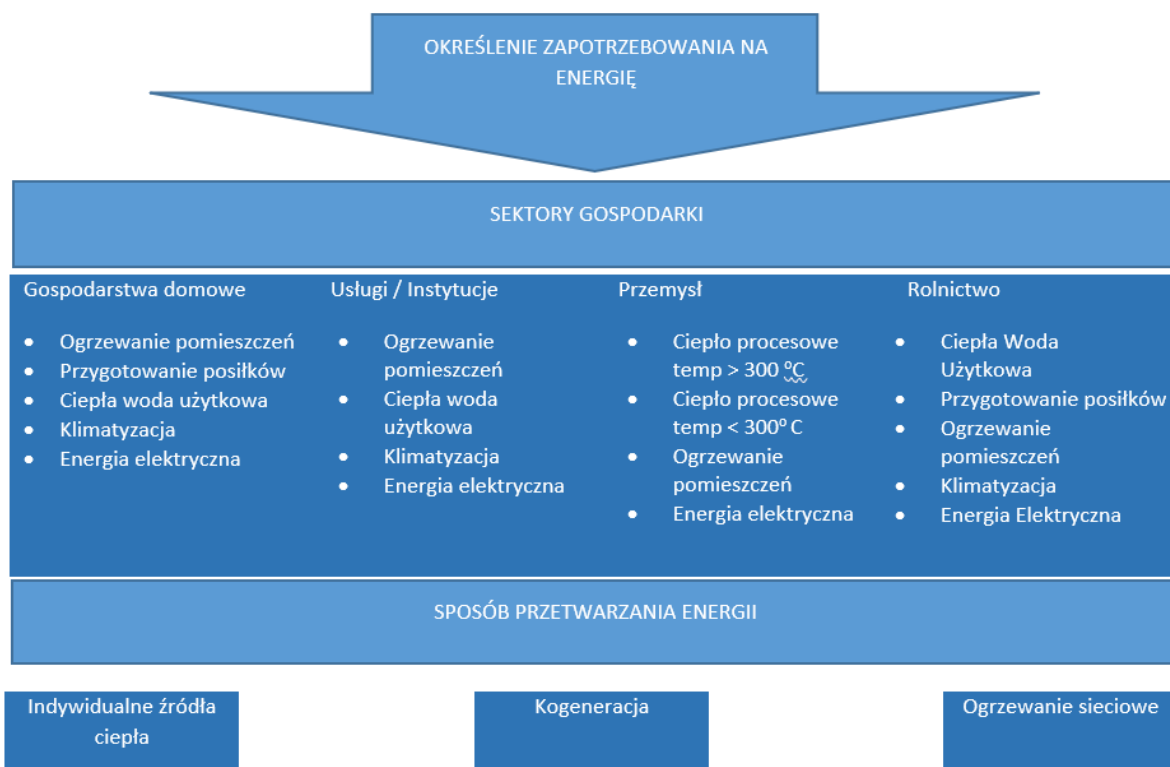 OKREŚLENIE ZAPOTRZEBOWANIA NA
ENERGIĘ
SEKTORY GOSPODARKI
Gospodarstwa domowe
• Ogrzewanie pomieszczeń
• Przygotowanie posiłków
• Ciepła woda użytkowa
• Klimatyzacja
• Energia elektryczna
Usługi / Instytucje
• Ogrzewanie
pomieszczeń
• Ciepła woda
użytkowa
• Klimatyzacja
• Energia elektryczna
Przemysł
• Ciepło procesowe
temp > 300 °C
• Ciepło procesowe
temp < 300° C
• Ogrzewanie
pomieszczeń
• Energia elektryczna
Rolnictwo
• Ciepła Woda
Użytkowa
• Przygotowanie posiłków
• Ogrzewanie
pomieszczeń
• Klimatyzacja
• Energia Elektryczna
SPOSÓB PRZETWARZANIA ENERGII
Indywidualne źródła
ciepła
Kogeneracja
Ogrzewanie sieciowe